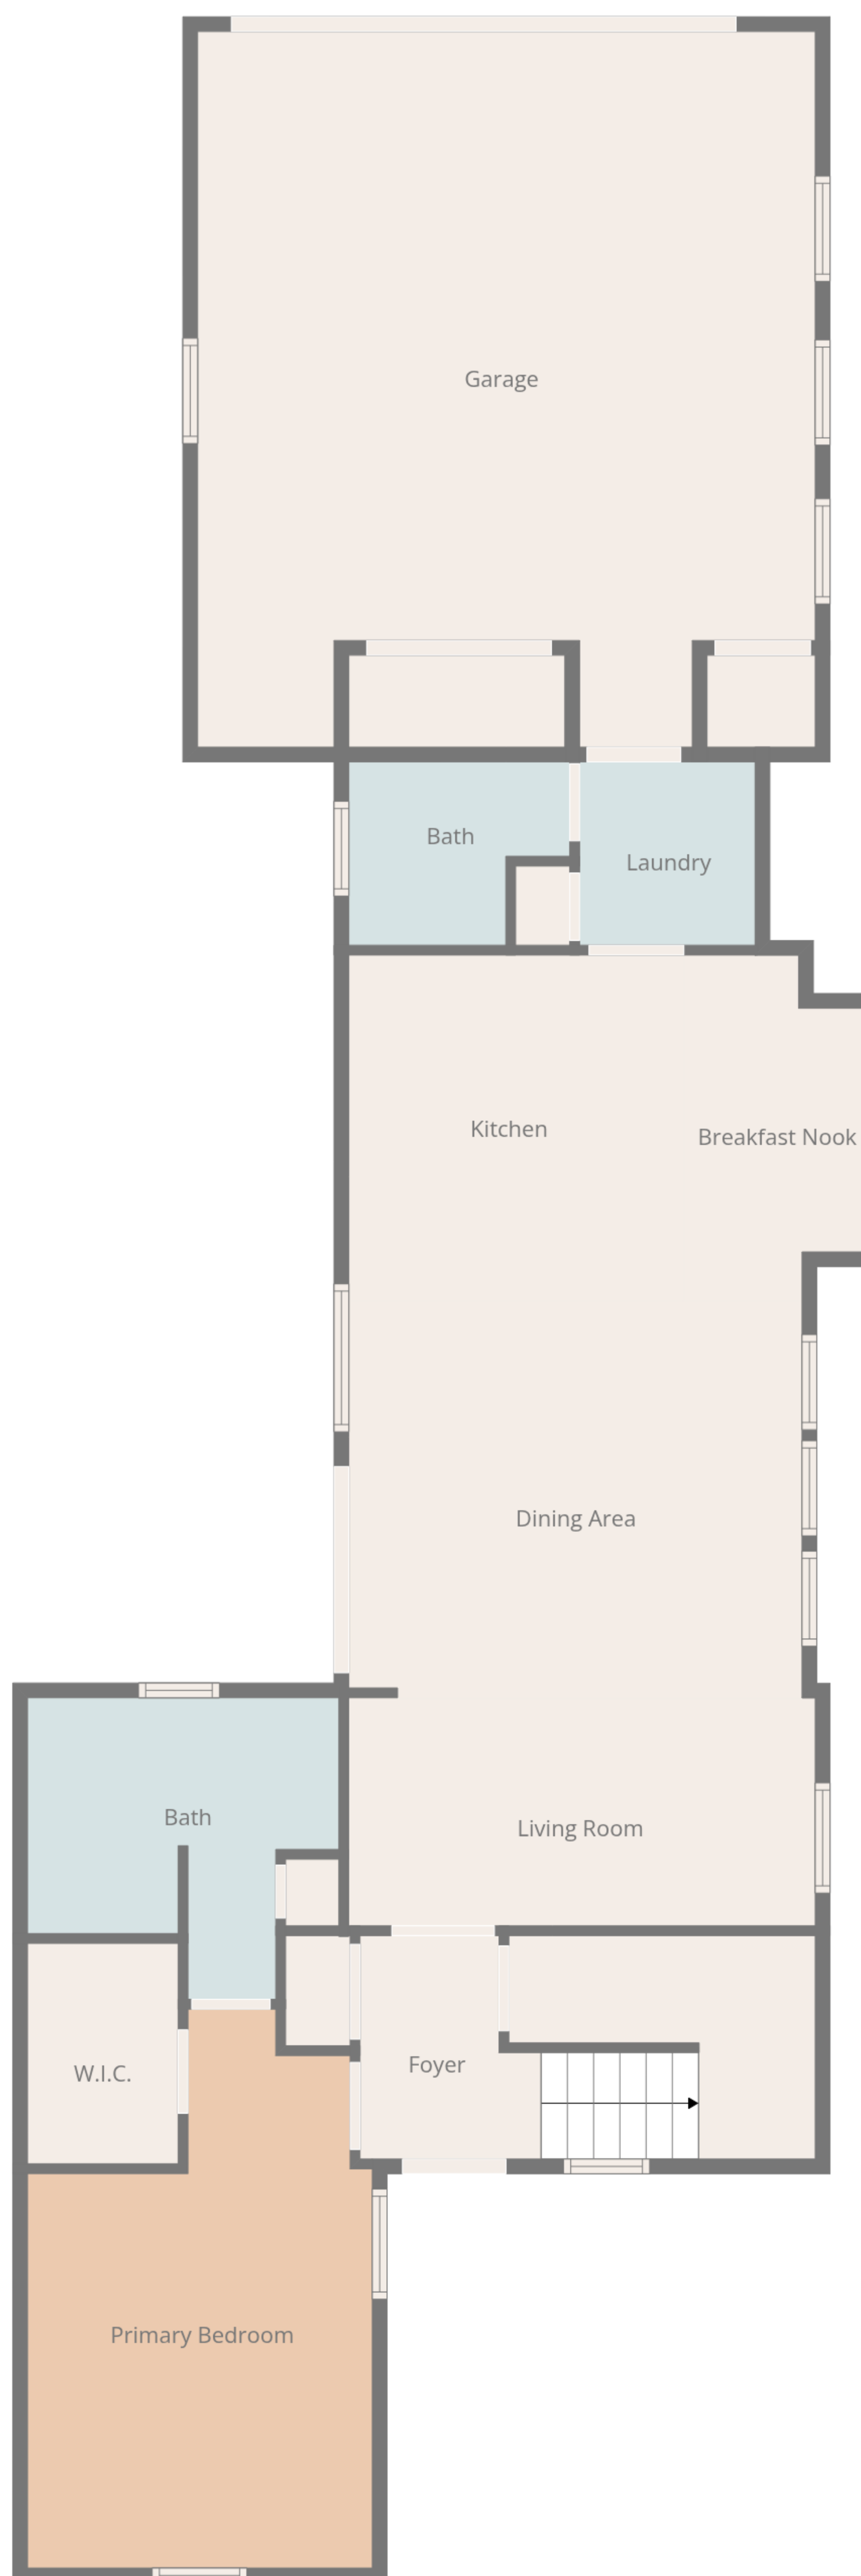 Garage
Bath
Laundry
Kitchen
Breakfast Nook
Dining Area
Bath
Living Room
Foyer
W.I.C.
Primary Bedroom